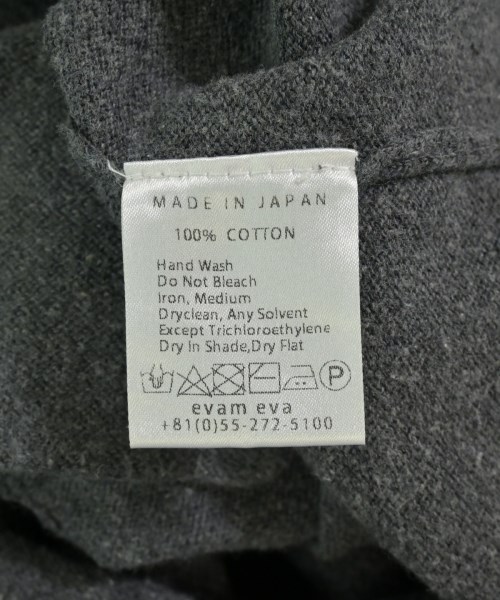 MADE IN JAPAN
100% COTTON
Hand Wash
Do Not Bleach
Iron, Medium
Dryclean, Any Solvent
Except Trichloroethylene
Dry In Shade,Dry Flat
P
evam eva
+81(0)55-272-5100